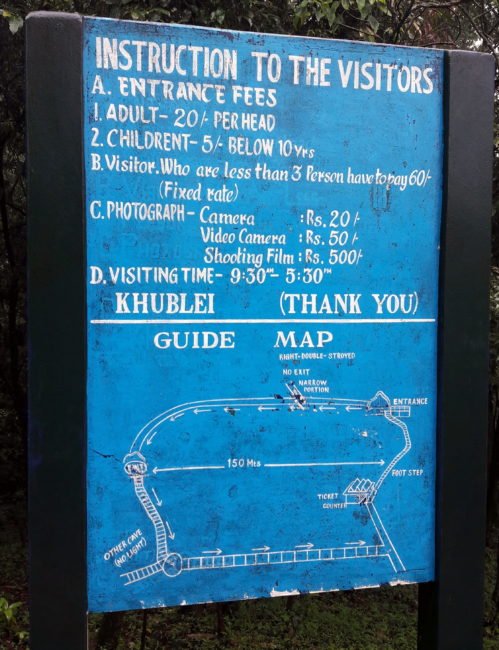 INSTRUCTION TO THE VISITORS
A. ENTRANCE FEES
1. ADULT - 20/- PER HEAD
2. CHILDRENT - 5/- BELOW 10 Yrs
B. Visitor. Who are less than 3 Person have to pay 60/-
(Fixed rate)
C. PHOTOGRAPH - Camera : Rs. 20/-
Video Camera : Rs. 50/-
Shooting Film : Rs. 500/-
D. VISITING TIME - 9:30 AM - 5:30 PM
KHUBLEI (THANK YOU)
GUIDE MAP
RIGHT-DOUBLE-STROYED
NO EXIT
NARROW
PORTION
ENTRANCE
150 Mts
FOOT STEP
TICKET
COUNTER
OTHER CAVE
(NO LIGHT)